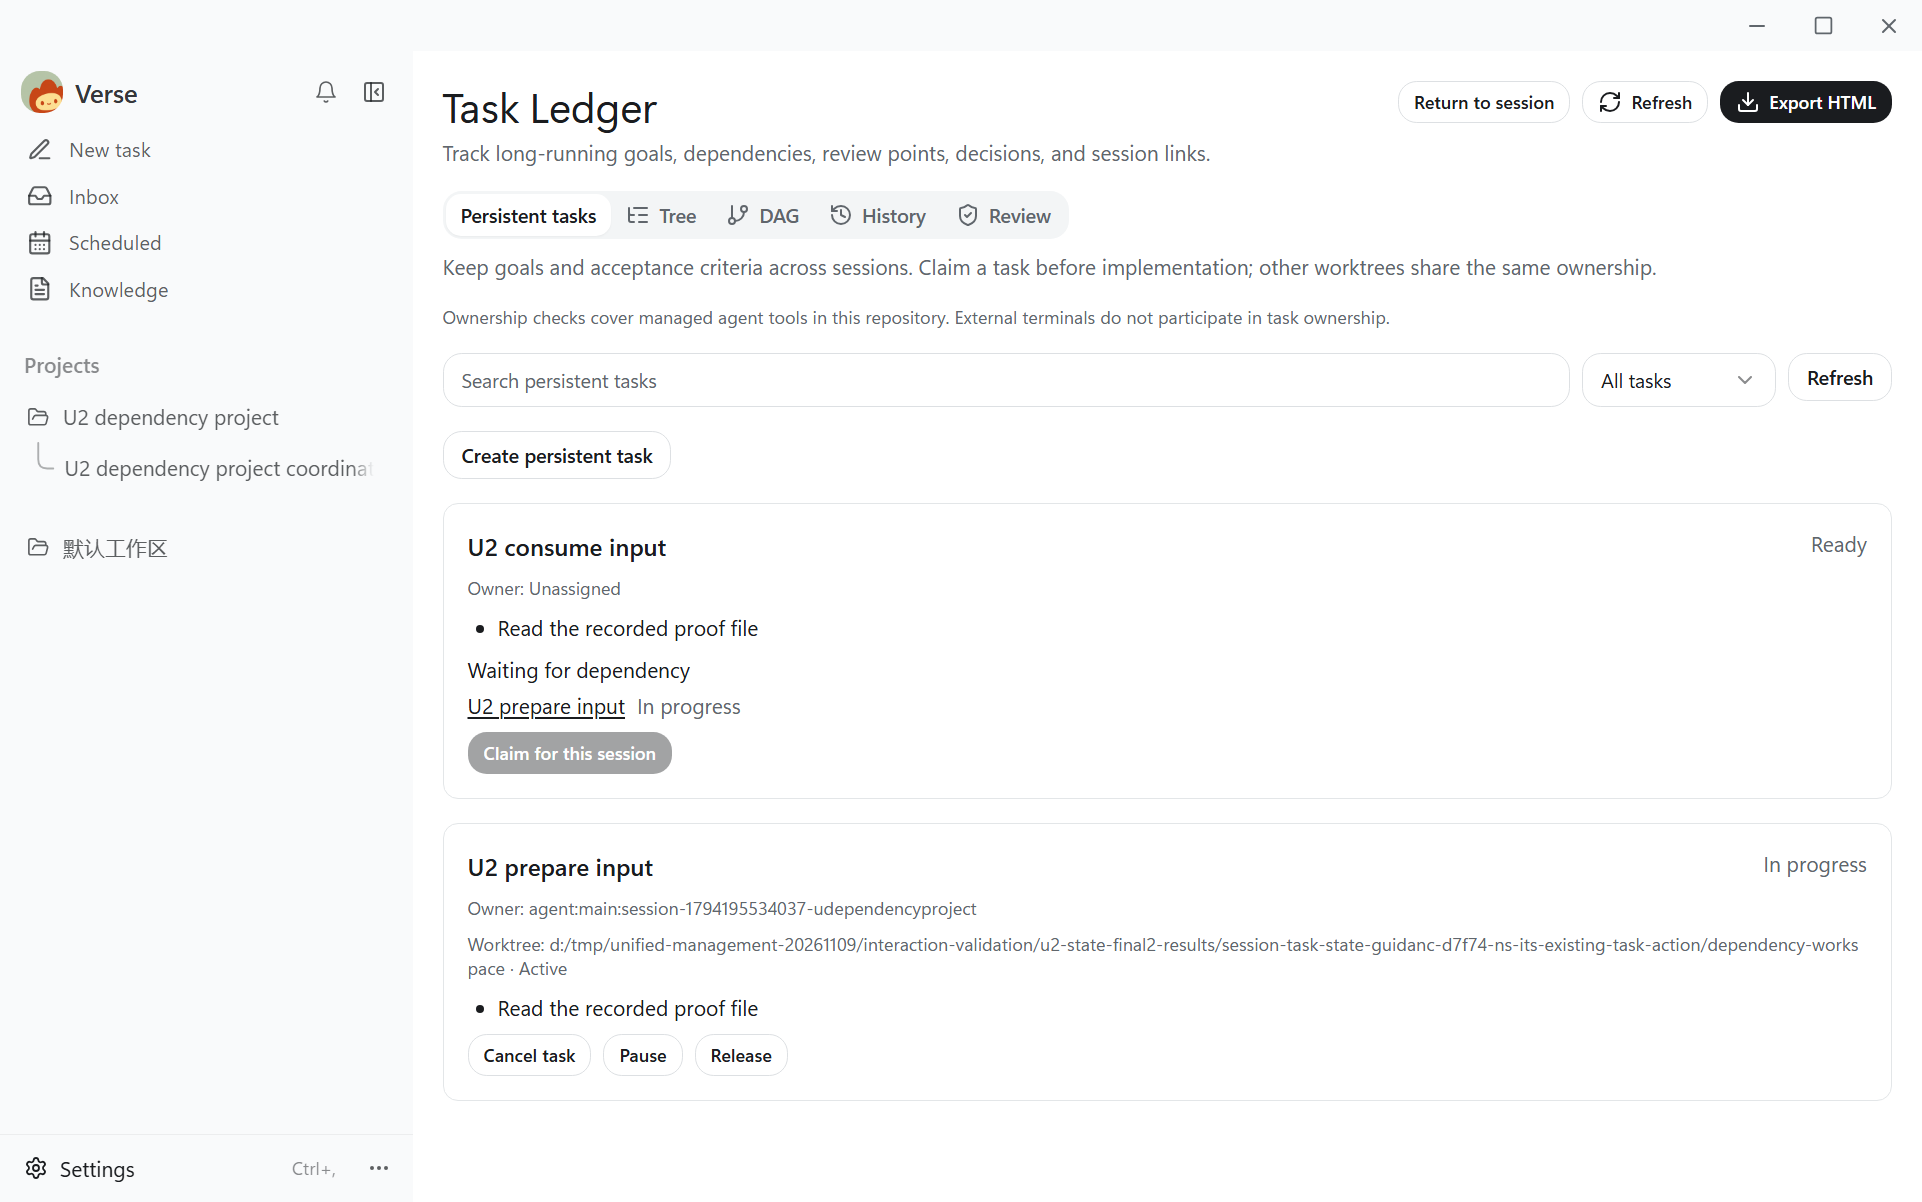 Verse
New task
Inbox
Scheduled
Knowledge
Projects
U2 dependency project
U2 dependency project coordinat
默认工作区
Settings
Ctrl+,
Task Ledger
Return to session
Refresh
Export HTML
Track long-running goals, dependencies, review points, decisions, and session links.
Persistent tasks
Tree
DAG
History
Review
Keep goals and acceptance criteria across sessions. Claim a task before implementation; other worktrees share the same ownership.
Ownership checks cover managed agent tools in this repository. External terminals do not participate in task ownership.
Search persistent tasks
All tasks
Refresh
Create persistent task
U2 consume input
Ready
Owner: Unassigned
• Read the recorded proof file
Waiting for dependency
U2 prepare input In progress
Claim for this session
U2 prepare input
In progress
Owner: agent:main:session-1794195534037-udependencyproject
Worktree: d:/tmp/unified-management-20261109/interaction-validation/u2-state-final2-results/session-task-state-guidanc-d7f74-ns-its-existing-task-action/dependency-works
pace · Active
• Read the recorded proof file
Cancel task
Pause
Release